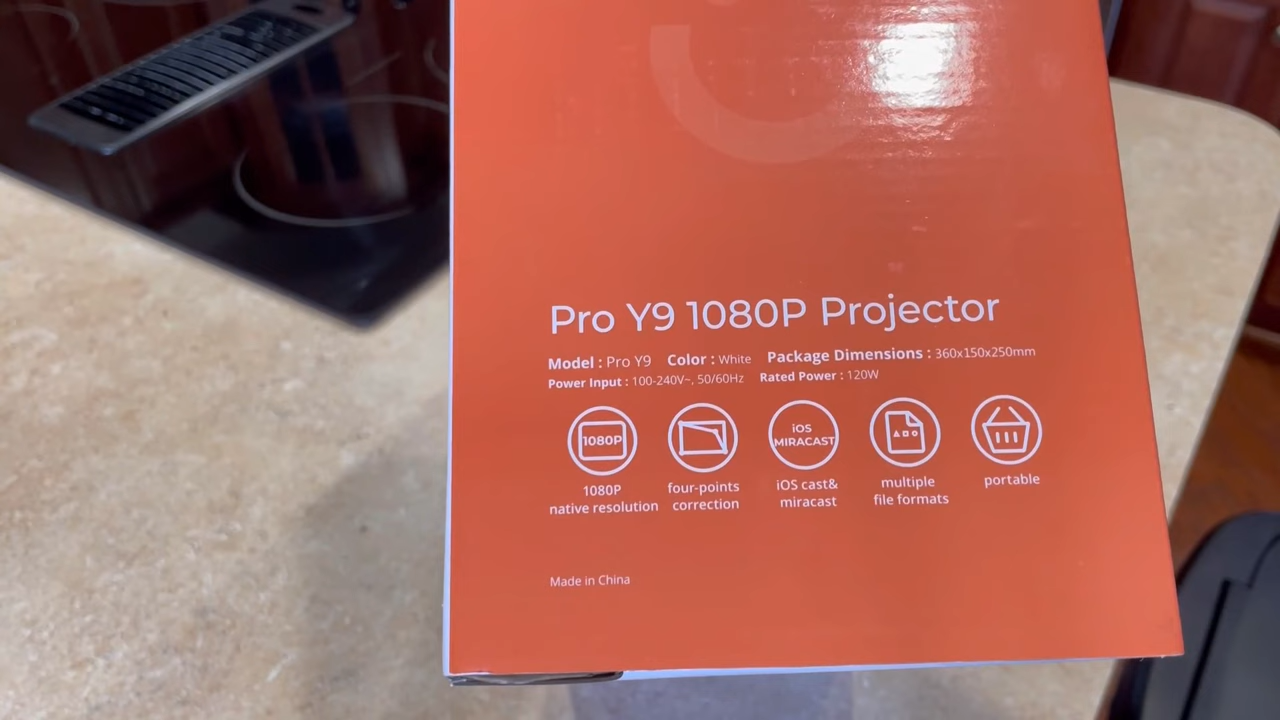 Pro Y9 1080P Projector
Model : Pro Y9 Color : White Package Dimensions : 360x150x250mm
Power Input : 100-240V~, 50/60Hz Rated Power : 120W
1080P
iOS
MIRACAST
1080P
native resolution
four-points
correction
iOS cast&
miracast
multiple
file formats
portable
Made in China